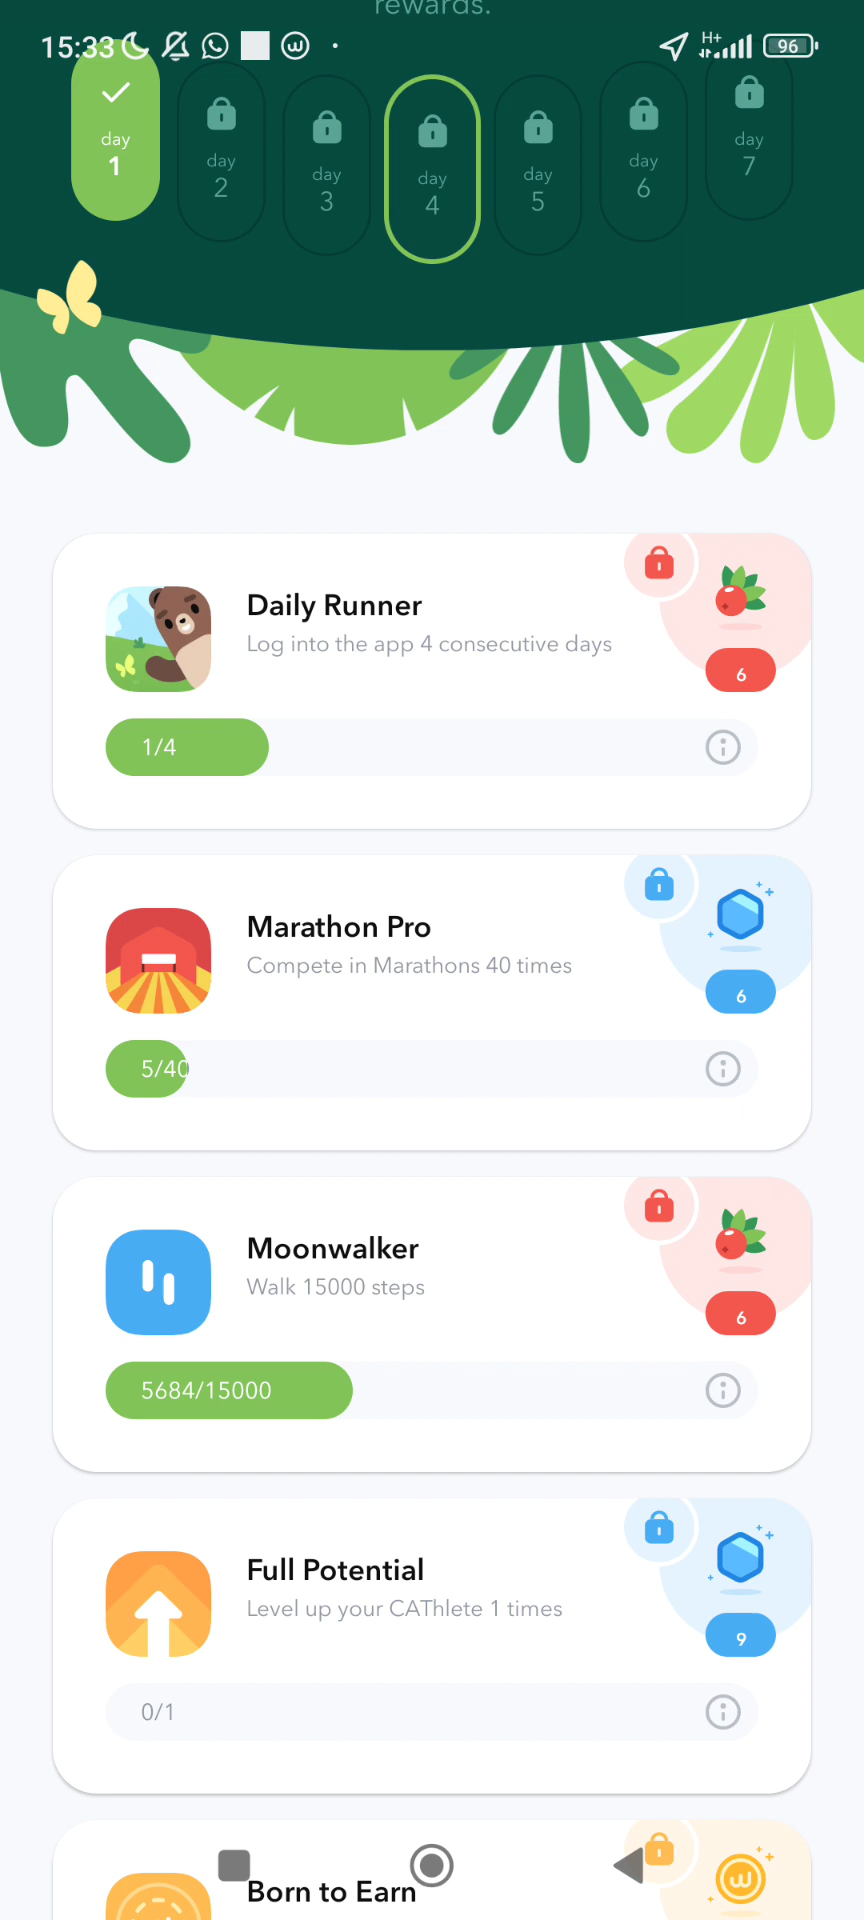 rewards.
15:33
H+
96
day
1
day
2
day
3
day
4
day
5
day
6
day
7
Daily Runner
Log into the app 4 consecutive days
6
1/4
Marathon Pro
Compete in Marathons 40 times
6
5/40
Moonwalker
Walk 15000 steps
6
5684/15000
Full Potential
Level up your CAThlete 1 times
9
0/1
Born to Earn